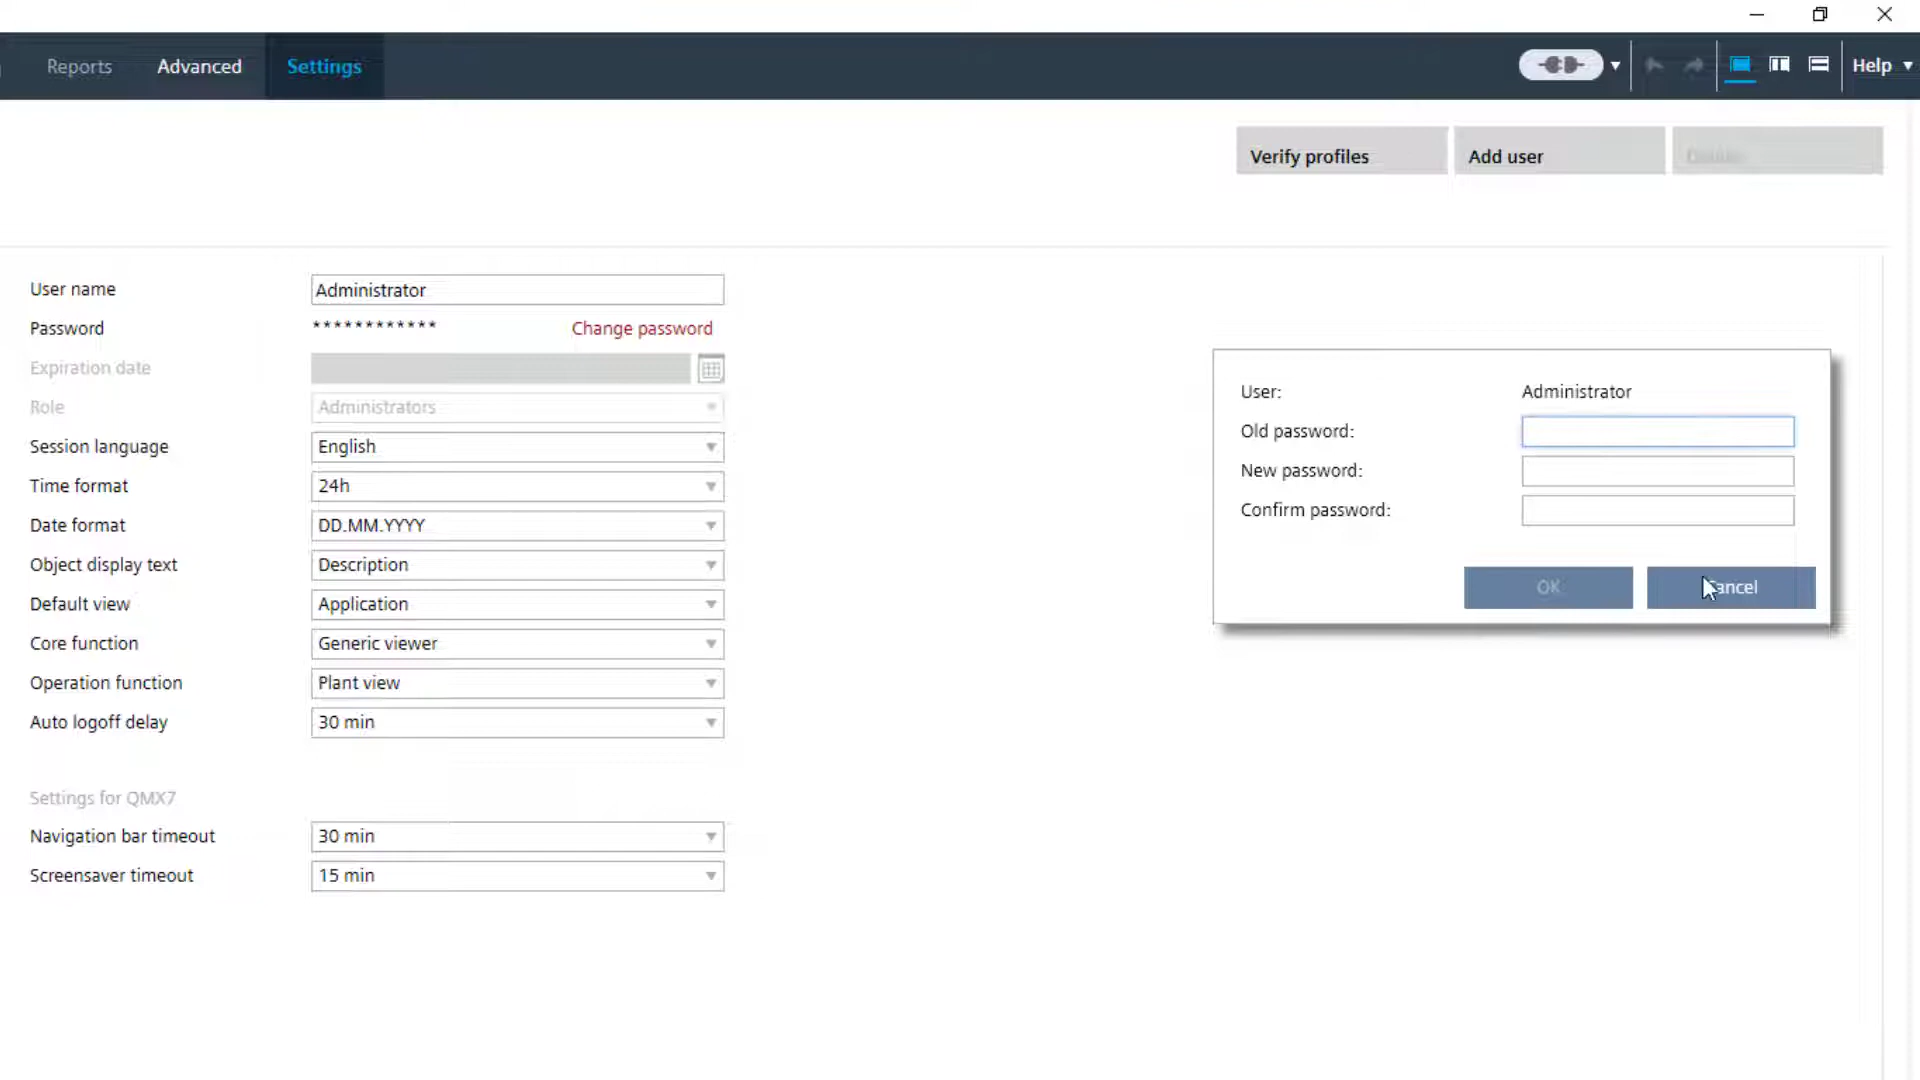 Reports Advanced Settings Help
Verify profiles Add user
User name Administrator
Password ************ Change password
Expiration date
Role Administrators
Session language English
Time format 24h
Date format DD.MM.YYYY
Object display text Description
Default view Application
Core function Generic viewer
Operation function Plant view
Auto logoff delay 30 min
Settings for QMX7
Navigation bar timeout 30 min
Screensaver timeout 15 min
User: Administrator
Old password:
New password:
Confirm password:
OK Cancel